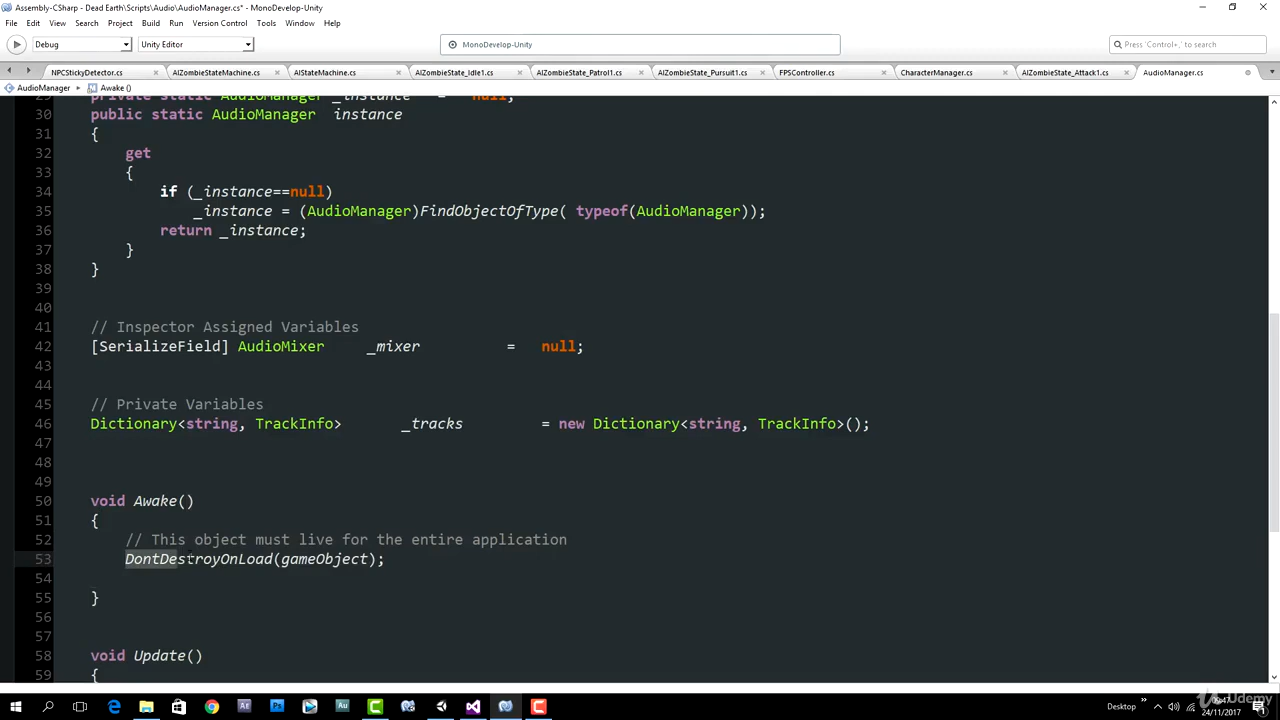 Assembly-CSharp - Dead Earth\Scripts\Audio\AudioManager.cs* - MonoDevelop-Unity
File Edit View Search Project Build Run Version Control Tools Window Help
Debug Unity Editor MonoDevelop-Unity Press 'Control+,' to search
NPCStickyDetector.cs AIZombieStateMachine.cs AIStateMachine.cs AIZombieState_Idle1.cs AIZombieState_Patrol1.cs AIZombieState_Pursuit1.cs FPSController.cs CharacterManager.cs AIZombieState_Attack1.cs AudioManager.cs
AudioManager Awake ()
29 private static AudioManager _instance = null;
30 public static AudioManager instance
31 {
32 get
33 {
34 if (_instance==null)
35 _instance = (AudioManager)FindObjectOfType( typeof(AudioManager));
36 return _instance;
37 }
38 }
39
40
41 // Inspector Assigned Variables
42 [SerializeField] AudioMixer _mixer = null;
43
44
45 // Private Variables
46 Dictionary<string, TrackInfo> _tracks = new Dictionary<string, TrackInfo>();
47
48
49
50 void Awake()
51 {
52 // This object must live for the entire application
53 DontDestroyOnLoad(gameObject);
54
55 }
56
57
58 void Update()
59 {
Desktop
24/11/2017
Udemy